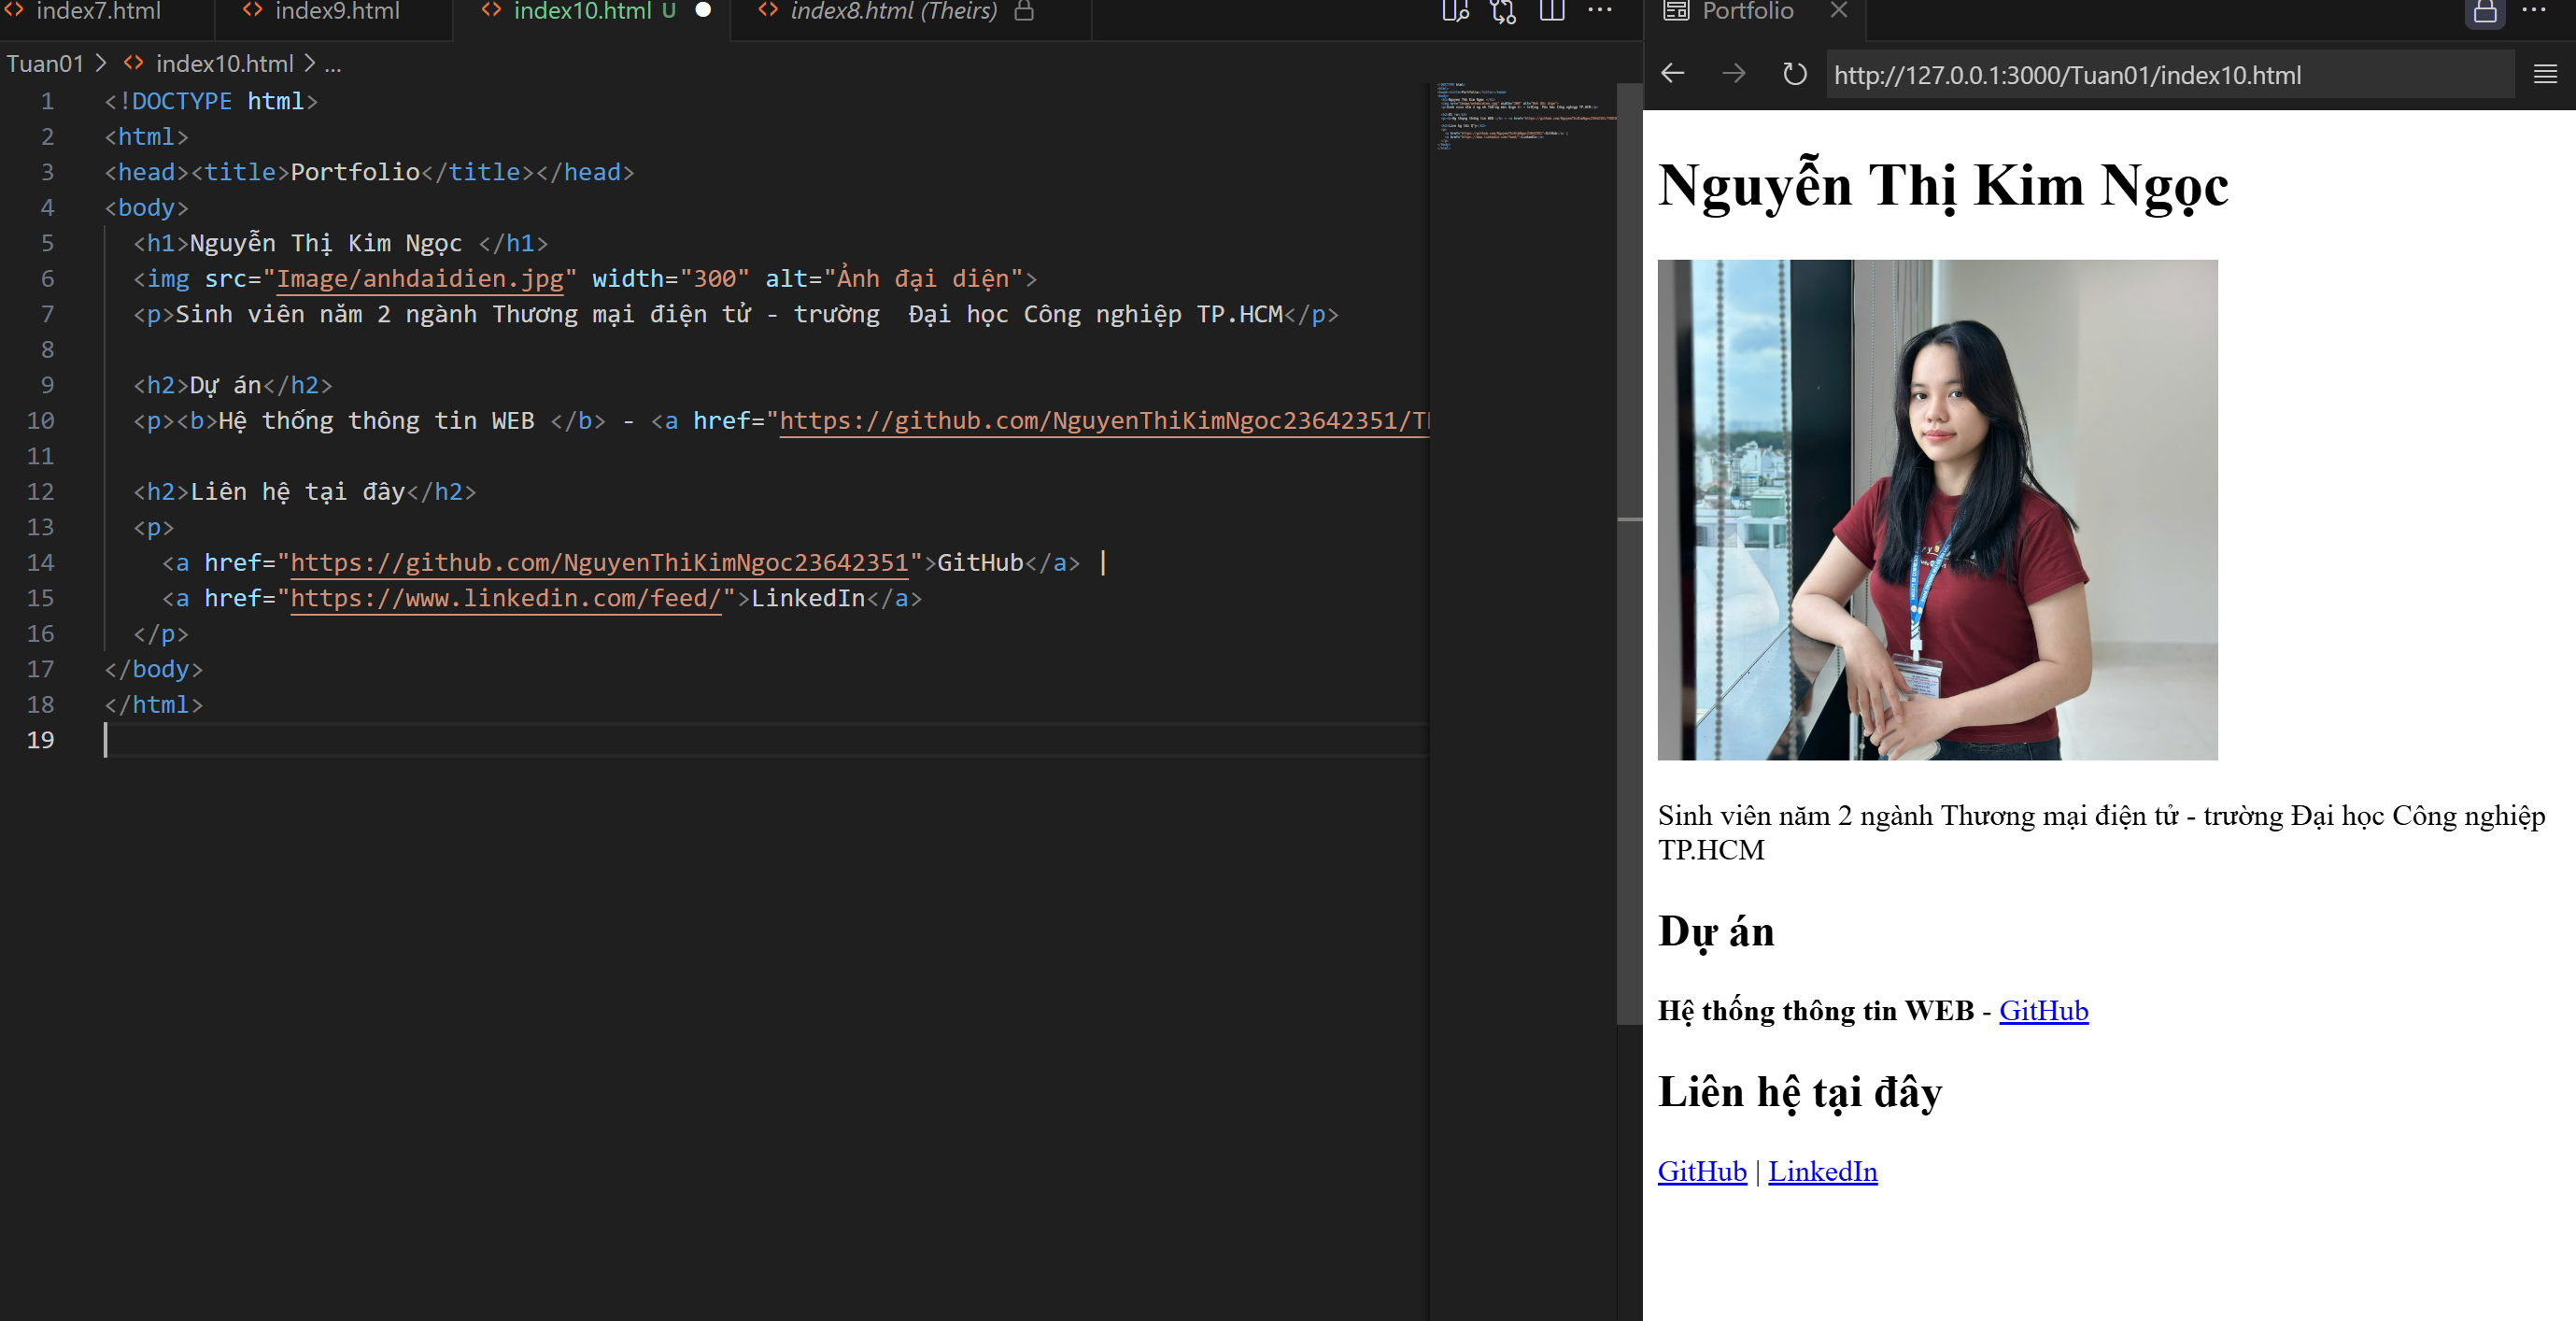 index7.html
index9.html
index10.html U
index8.html (Theirs)
Tuan01 > index10.html > ...
1 <!DOCTYPE html>
2 <html>
3 <head><title>Portfolio</title></head>
4 <body>
5 <h1>Nguyễn Thị Kim Ngọc </h1>
6 <img src="Image/anhdaidien.jpg" width="300" alt="Ảnh đại diện">
7 <p>Sinh viên năm 2 ngành Thương mại điện tử - trường  Đại học Công nghiệp TP.HCM</p>
8
9 <h2>Dự án</h2>
10 <p><b>Hệ thống thông tin WEB </b> - <a href="https://github.com/NguyenThiKimNgoc23642351/T
11
12 <h2>Liên hệ tại đây</h2>
13 <p>
14 <a href="https://github.com/NguyenThiKimNgoc23642351">GitHub</a> |
15 <a href="https://www.linkedin.com/feed/">LinkedIn</a>
16 </p>
17 </body>
18 </html>
19
Portfolio
http://127.0.0.1:3000/Tuan01/index10.html
Nguyễn Thị Kim Ngọc
Sinh viên năm 2 ngành Thương mại điện tử - trường Đại học Công nghiệp
TP.HCM
Dự án
Hệ thống thông tin WEB - GitHub
Liên hệ tại đây
GitHub | LinkedIn